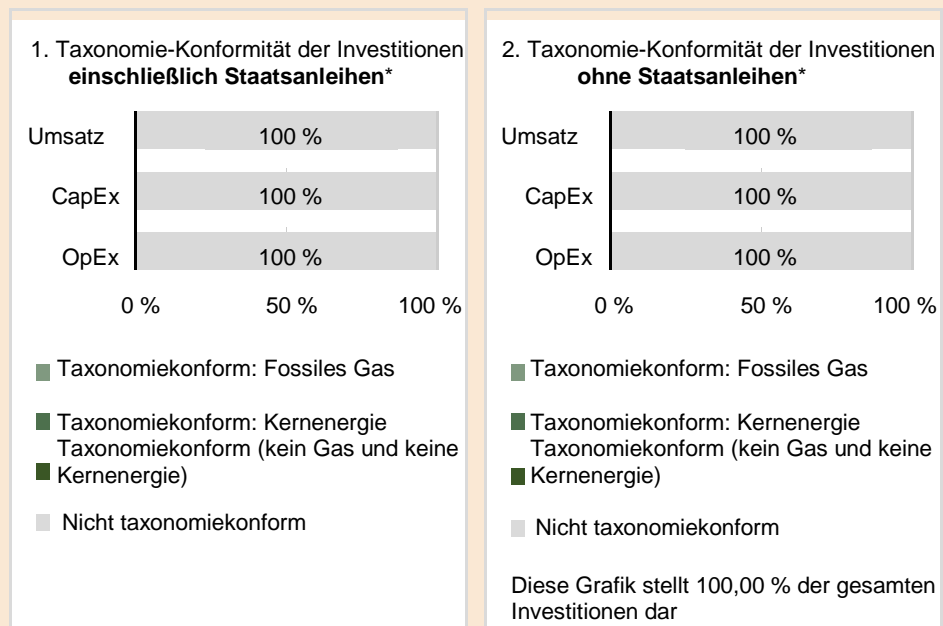 1. Taxonomie-Konformität der Investitionen
einschließlich Staatsanleihen*
Umsatz 100 %
CapEx 100 %
OpEx 100 %
0 % 50 % 100 %
Taxonomiekonform: Fossiles Gas
Taxonomiekonform: Kernenergie
Taxonomiekonform (kein Gas und keine
Kernenergie)
Nicht taxonomiekonform
2. Taxonomie-Konformität der Investitionen
ohne Staatsanleihen*
Umsatz 100 %
CapEx 100 %
OpEx 100 %
0 % 50 % 100 %
Taxonomiekonform: Fossiles Gas
Taxonomiekonform: Kernenergie
Taxonomiekonform (kein Gas und keine
Kernenergie)
Nicht taxonomiekonform
Diese Grafik stellt 100,00 % der gesamten
Investitionen dar